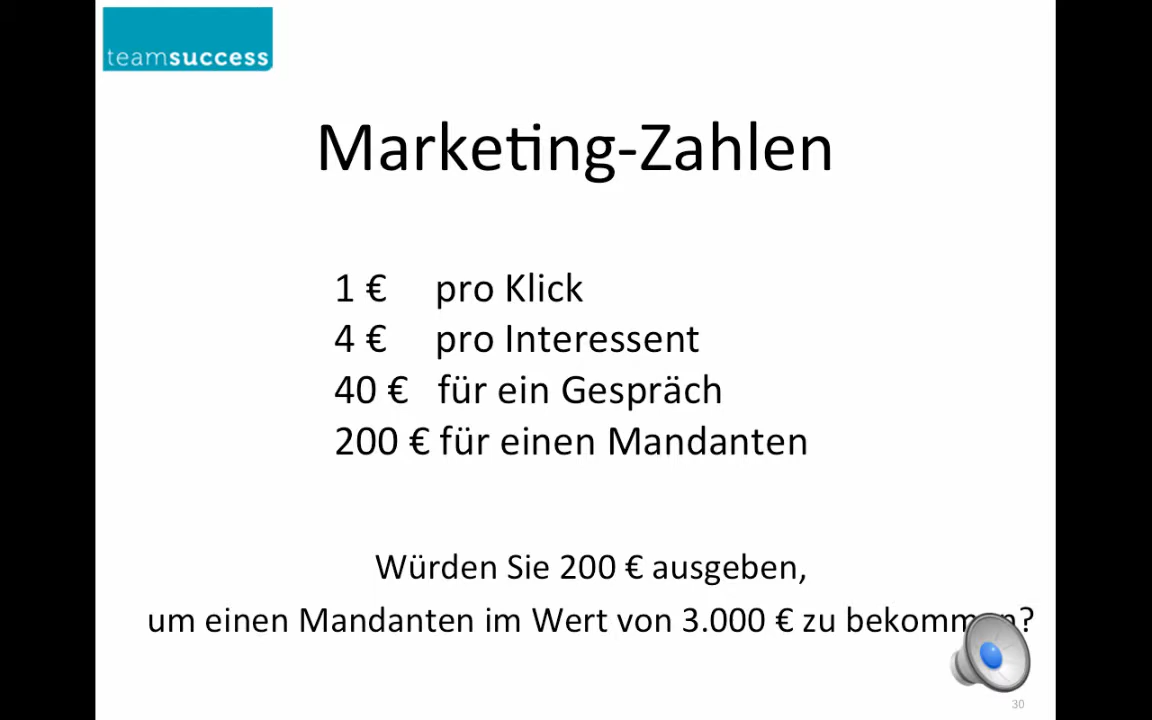 teamsuccess
Marketing-Zahlen
1 € pro Klick
4 € pro Interessent
40 € für ein Gespräch
200 € für einen Mandanten
Würden Sie 200 € ausgeben,
um einen Mandanten im Wert von 3.000 € zu bekommen?
30